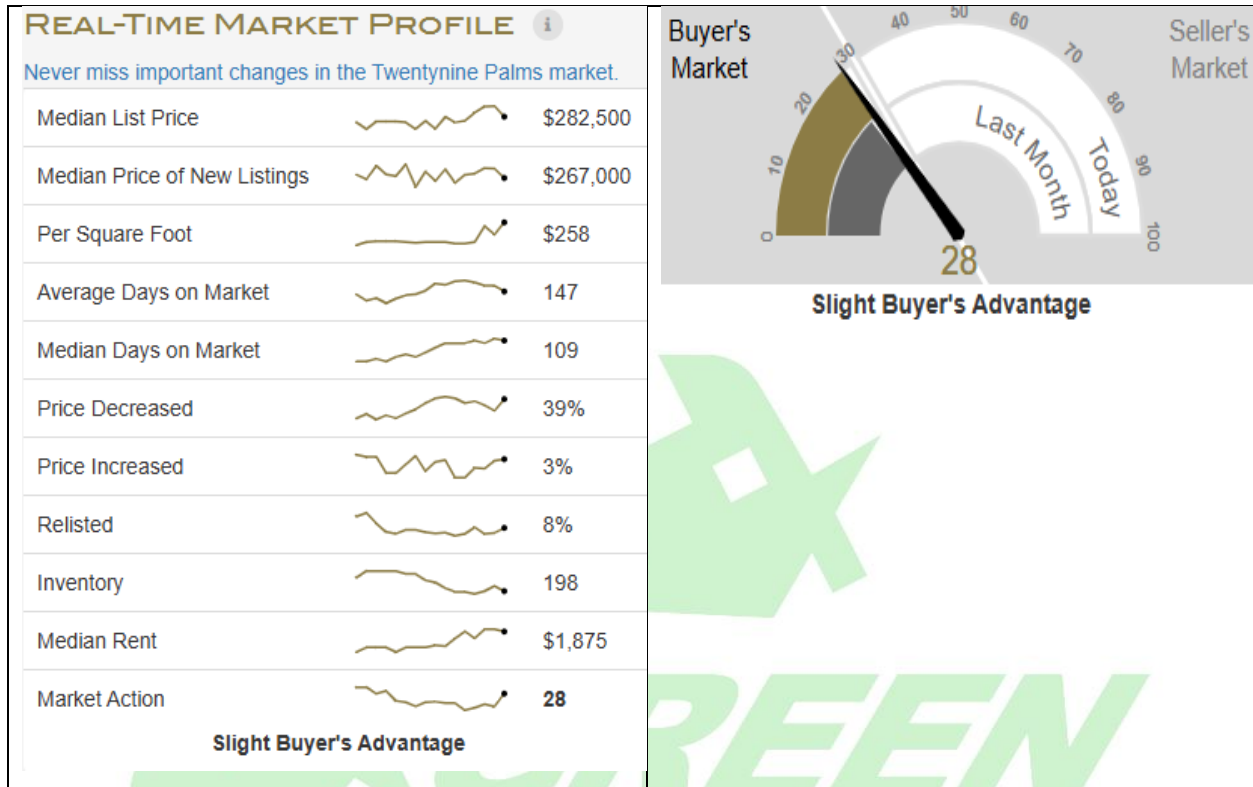 REAL-TIME MARKET PROFILE i
Never miss important changes in the Twentynine Palms market.
Median List Price $282,500
Median Price of New Listings $267,000
Per Square Foot $258
Average Days on Market 147
Median Days on Market 109
Price Decreased 39%
Price Increased 3%
Relisted 8%
Inventory 198
Median Rent $1,875
Market Action 28
Slight Buyer's Advantage
Buyer's
Market
Seller's
Market
0
10
20
30
40
50
60
70
80
90
100
Last Month
Today
28
Slight Buyer's Advantage
REEN